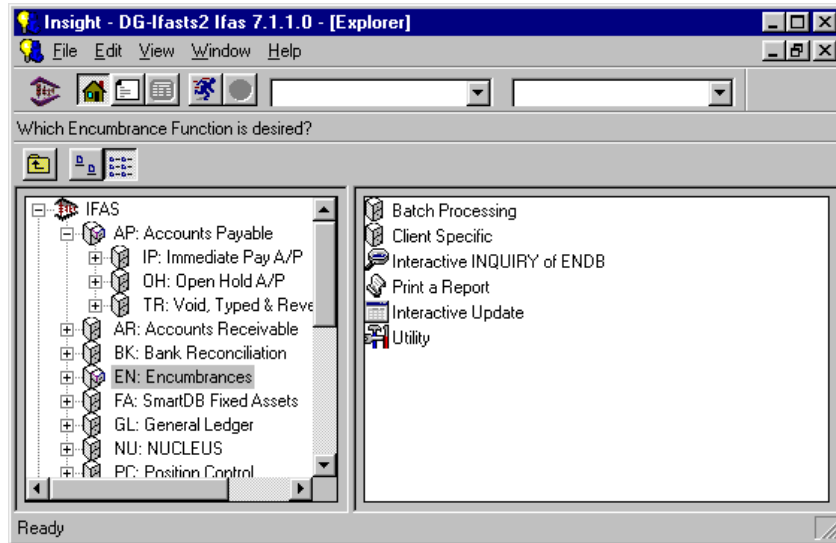 Insight - DG-Ifasts2 Ifas 7.1.1.0 - [Explorer]
File Edit View Window Help
Which Encumbrance Function is desired?
IFAS
AP: Accounts Payable
IP: Immediate Pay A/P
OH: Open Hold A/P
TR: Void, Typed & Reve
AR: Accounts Receivable
BK: Bank Reconciliation
EN: Encumbrances
FA: SmartDB Fixed Assets
GL: General Ledger
NU: NUCLEUS
PC: Position Control
Batch Processing
Client Specific
Interactive INQUIRY of ENDB
Print a Report
Interactive Update
Utility
Ready